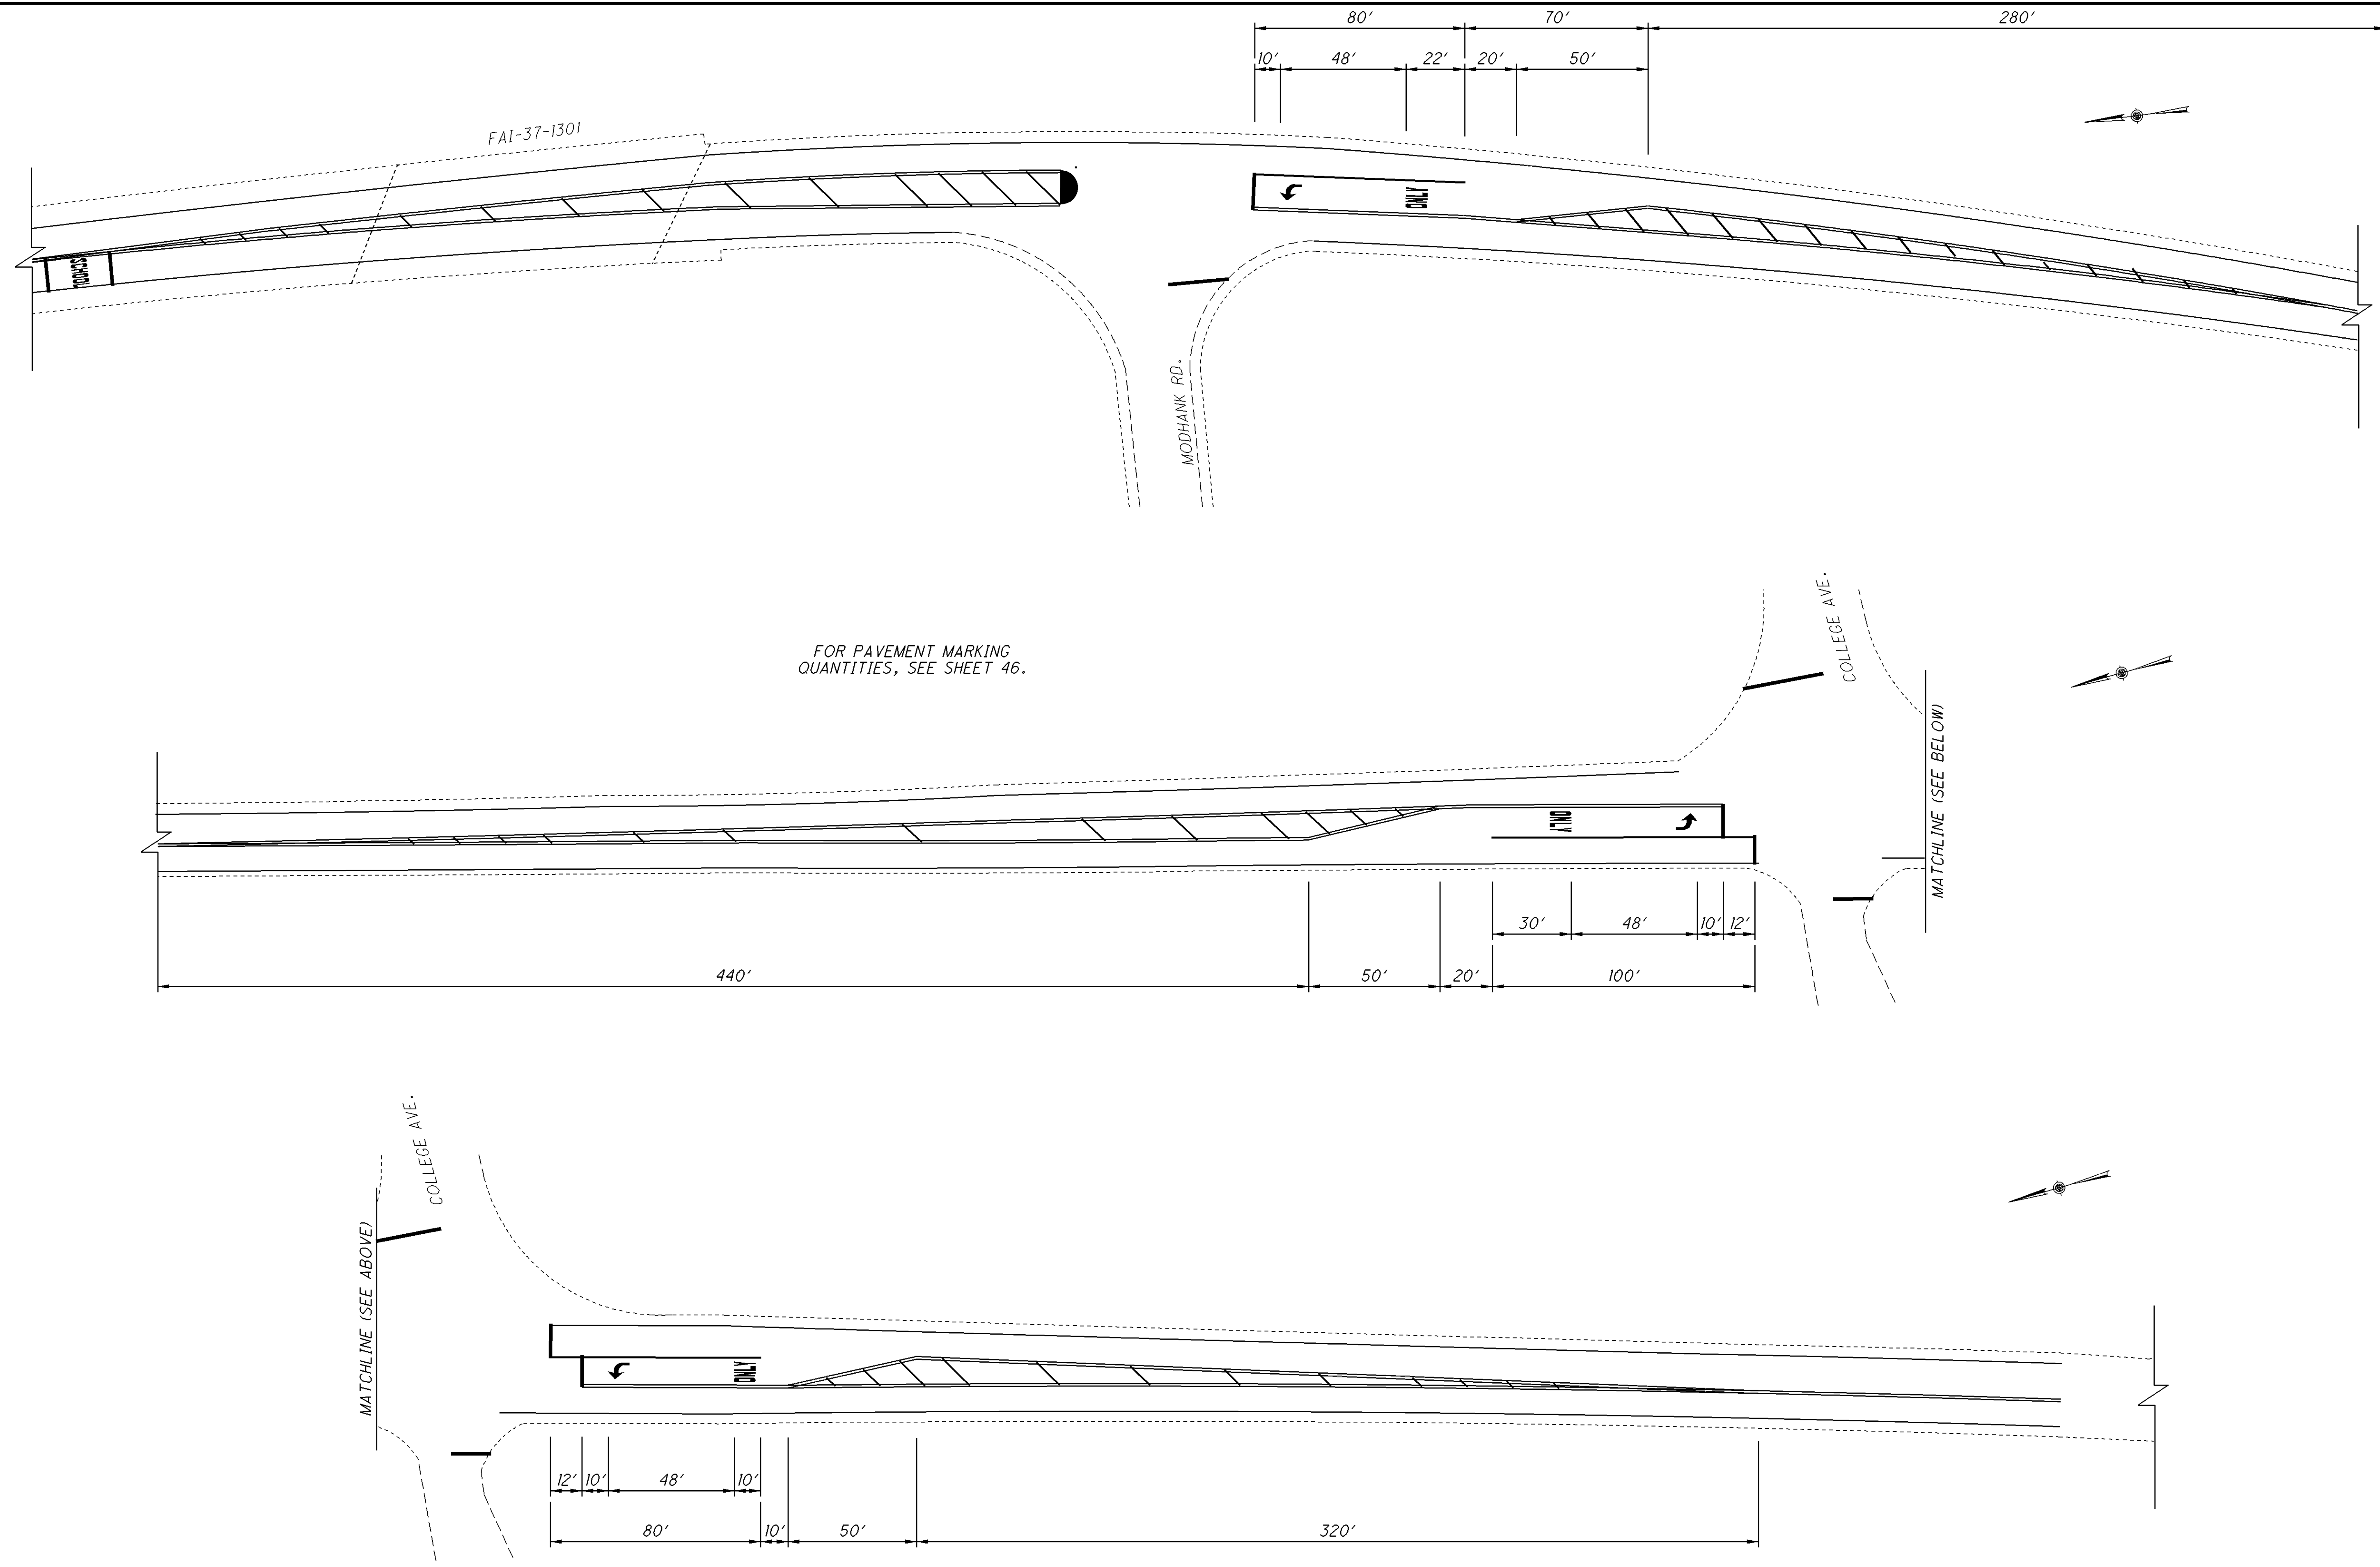 80' 70' 280'
10' 48' 22' 20' 50'
FAI-37-1301
ONLY
SCHOOL
MODHANK RD.
COLLEGE AVE.
FOR PAVEMENT MARKING
QUANTITIES, SEE SHEET 46.
MATCHLINE (SEE BELOW)
ONLY
30' 48' 10' 12'
440' 50' 20' 100'
COLLEGE AVE.
MATCHLINE (SEE ABOVE)
ONLY
12' 10' 48' 10'
80' 10' 50' 320'